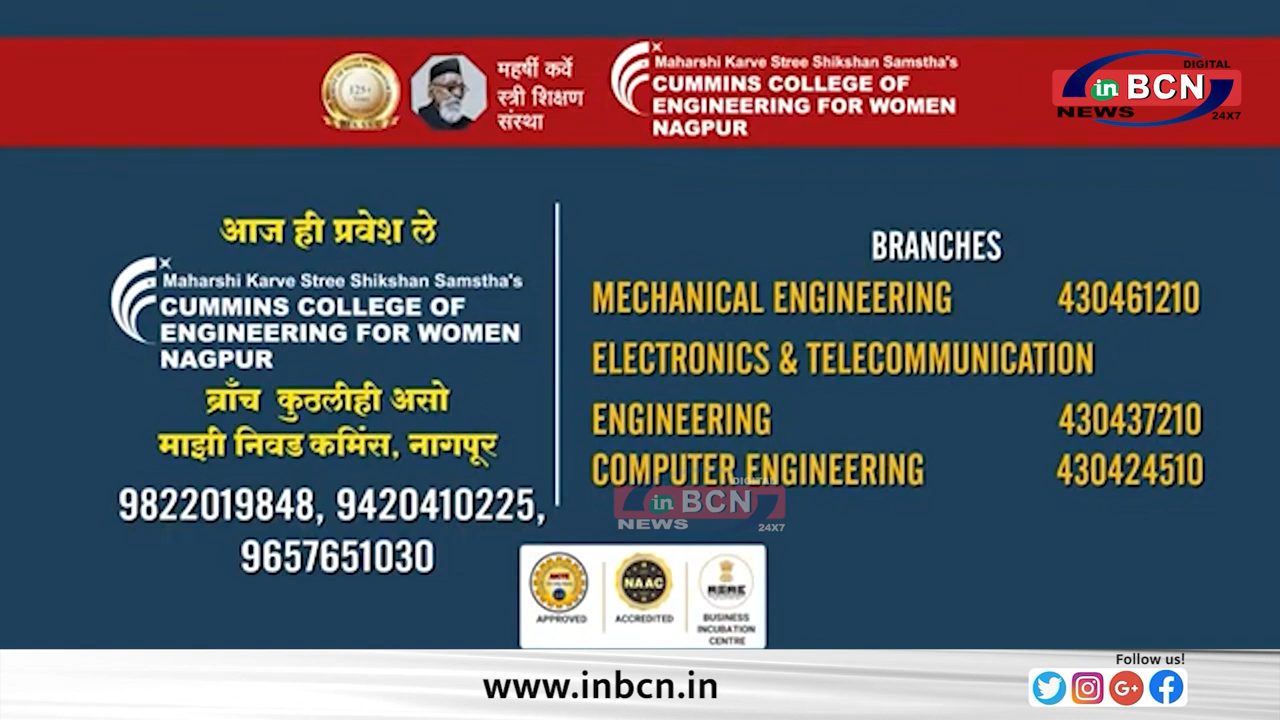 महर्षी कर्वे
स्त्री शिक्षण
संस्था
Maharshi Karve Stree Shikshan Samstha's
CUMMINS COLLEGE OF
ENGINEERING FOR WOMEN
NAGPUR
DIGITAL
in BCN
NEWS 24X7
आज ही प्रवेश ले
Maharshi Karve Stree Shikshan Samstha's
CUMMINS COLLEGE OF
ENGINEERING FOR WOMEN
NAGPUR
ब्राँच कुठलीही असो
माझी निवड कमिंस, नागपूर
9822019848, 9420410225,
9657651030
BRANCHES
MECHANICAL ENGINEERING 430461210
ELECTRONICS & TELECOMMUNICATION
ENGINEERING 430437210
COMPUTER ENGINEERING 430424510
DIGITAL
in BCN
NEWS 24X7
APPROVED
NAAC
ACCREDITED
BUSINESS
INCUBATION
CENTRE
www.inbcn.in
Follow us!